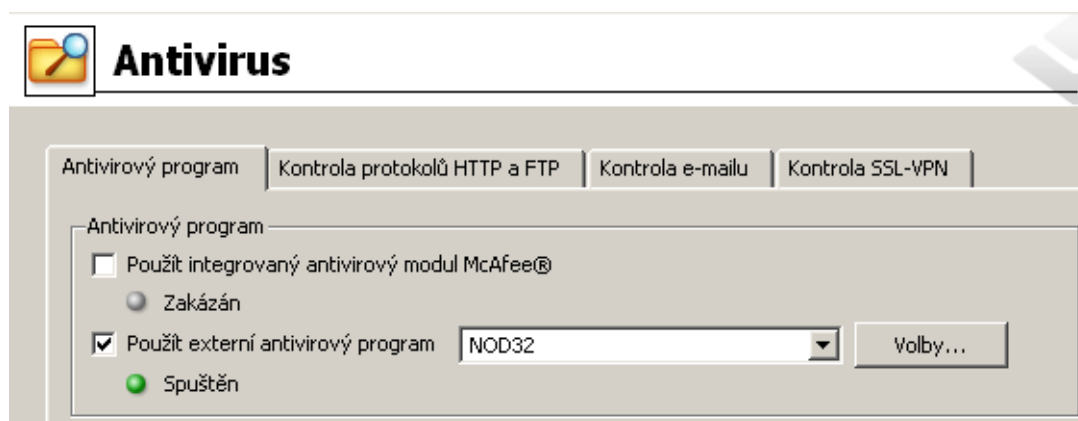 Antivirus
Antivirový program Kontrola protokolů HTTP a FTP Kontrola e-mailu Kontrola SSL-VPN
Antivirový program
Použít integrovaný antivirový modul McAfee®
Zakázán
Použít externí antivirový program NOD32 Volby...
Spuštěn